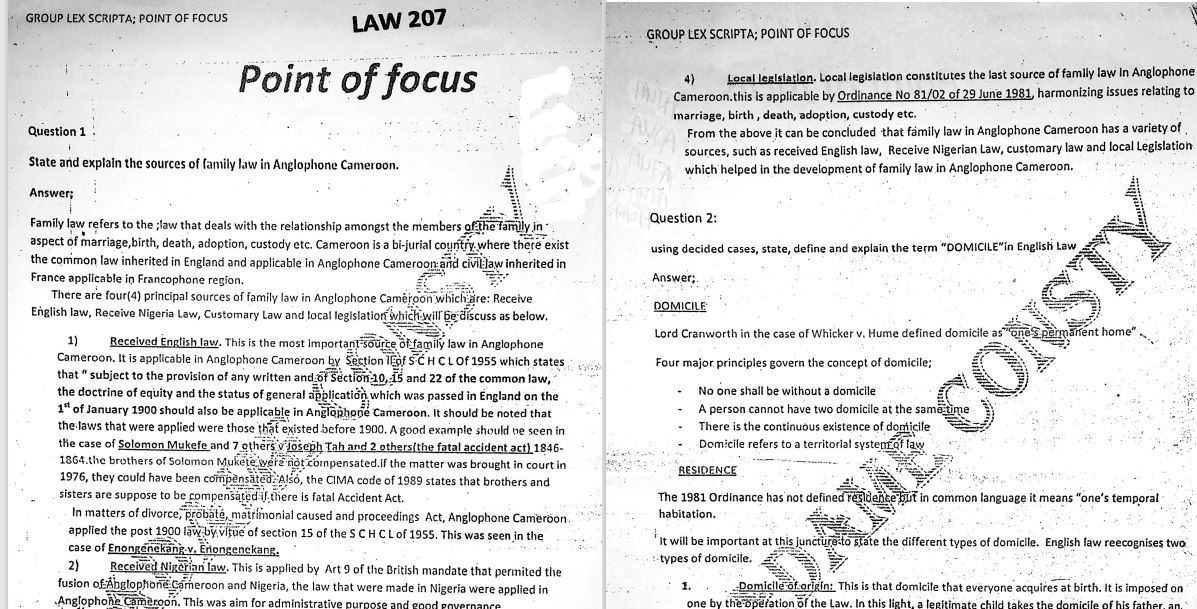 GROUP LEX SCRIPTA; POINT OF FOCUS
LAW 207
Point of focus
Question 1
State and explain the sources of family law in Anglophone Cameroon.
Answer;
Family law refers to the ;law that deals with the relationship amongst the members of the family in
aspect of marriage,birth, death, adoption, custody etc. Cameroon is a bi-jural country where there exist
the common law inherited in England and applicable in Anglophone Cameroon and civil law inherited in
France applicable in Francophone region.
There are four(4) principal sources of family law in Anglophone Cameroon which are: Receive
English law, Receive Nigeria Law, Customary Law and local legislation which will be discuss as below.
1) Received English law. This is the most important source of family law in Anglophone
Cameroon. It is applicable in Anglophone Cameroon by Section II of S C H C L of 1955 which states
that " subject to the provision of any written and of Section 10, 15 and 22 of the common law,
the doctrine of equity and the status of general application which was passed in England on the
1st of January 1900 should also be applicable in Anglophone Cameroon. It should be noted that
the laws that were applied were those that existed before 1900. A good example should be seen in
the case of Solomon Mukefe and 7 others v Joseph Tah and 2 others(the fatal accident act) 1846-
1864.the brothers of Solomon Mukete were not compensated.if the matter was brought in court in
1976, they could have been compensated. Also, the CIMA code of 1989 states that brothers and
sisters are suppose to be compensated if there is fatal Accident Act.
In matters of divorce, probate, matrimonial caused and proceedings Act, Anglophone Cameroon
applied the post 1900 law by vitue of section 15 of the S C H C L of 1955. This was seen in the
case of Enongenekang v. Enongenekang.
2) Received Nigerian law. This is applied by Art 9 of the British mandate that permitted the
fusion of Anglophone Cameroon and Nigeria, the law that were made in Nigeria were applied in
Anglophone Cameroon. This was aim for administrative purpose and good governance
GROUP LEX SCRIPTA; POINT OF FOCUS
4) Local legislation. Local legislation constitutes the last source of family law in Anglophone
Cameroon.this is applicable by Ordinance No 81/02 of 29 June 1981, harmonizing issues relating to
marriage, birth , death, adoption, custody etc.
From the above it can be concluded that family law in Anglophone Cameroon has a variety of
sources, such as received English law, Receive Nigerian Law, customary law and local Legislation
which helped in the development of family law in Anglophone Cameroon.
Question 2:
using decided cases, state, define and explain the term "DOMICILE"in English Law
Answer;
DOMICILE
Lord Cranworth in the case of Whicker v. Hume defined domicile as "one's permanent home"
Four major principles govern the concept of domicile;
- No one shall be without a domicile
- A person cannot have two domicile at the same time
- There is the continuous existence of domicile
- Domicile refers to a territorial system of law
RESIDENCE
The 1981 Ordinance has not defined residence but in common language it means "one's temporal
habitation.
It will be important at this juncture to state the different types of domicile. English law reecognises two
types of domicile.
1. Domicile of origin: This is that domicile that everyone acquires at birth. It is imposed on
one by the operation of the Law. In this light, a legitimate child takes the domicile of his father, an
DAME CONSTY